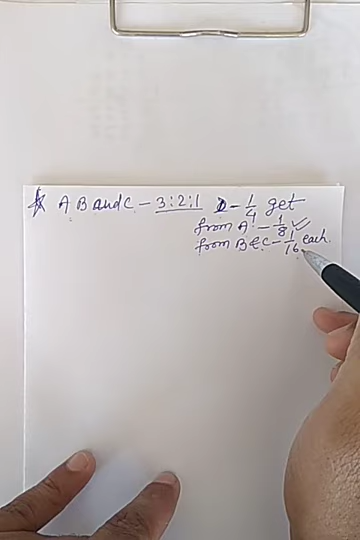 A B and C - 3:2:1 D - 1/4 get
from A - 1/8 ✓
from B & C - 1/16 each.